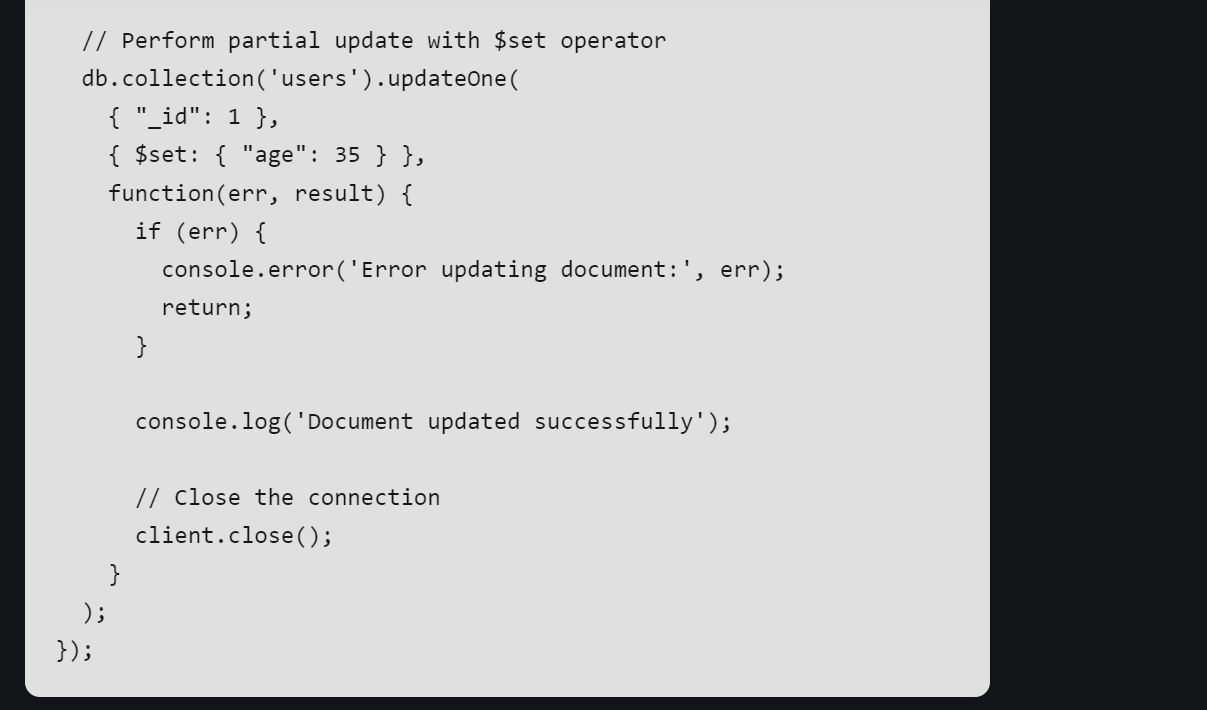 // Perform partial update with $set operator
db.collection('users').updateOne(
{ "_id": 1 },
{ $set: { "age": 35 } },
function(err, result) {
if (err) {
console.error('Error updating document:', err);
return;
}
console.log('Document updated successfully');
// Close the connection
client.close();
}
);
});